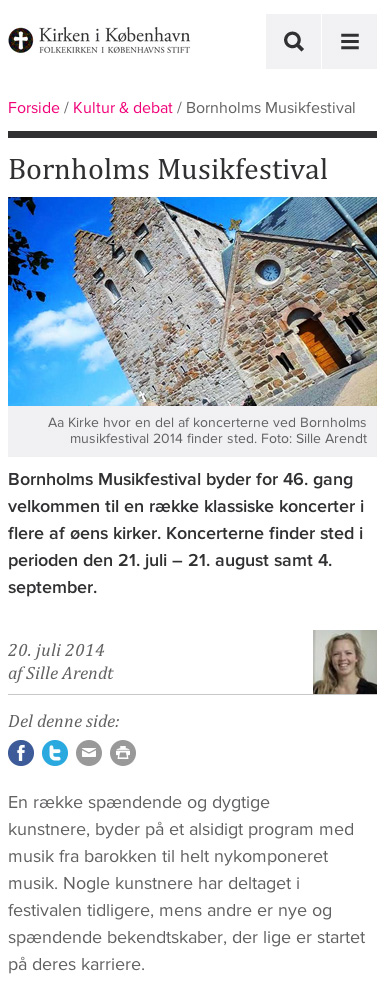 Kirken i København
FOLKEKIRKEN I KØBENHAVNS STIFT
Forside / Kultur & debat / Bornholms Musikfestival
Bornholms Musikfestival
Aa Kirke hvor en del af koncerterne ved Bornholms
musikfestival 2014 finder sted. Foto: Sille Arendt
Bornholms Musikfestival byder for 46. gang
velkommen til en række klassiske koncerter i
flere af øens kirker. Koncerterne finder sted i
perioden den 21. juli – 21. august samt 4.
september.
20. juli 2014
af Sille Arendt
Del denne side:
En række spændende og dygtige
kunstnere, byder på et alsidigt program med
musik fra barokken til helt nykomponeret
musik. Nogle kunstnere har deltaget i
festivalen tidligere, mens andre er nye og
spændende bekendtskaber, der lige er startet
på deres karriere.